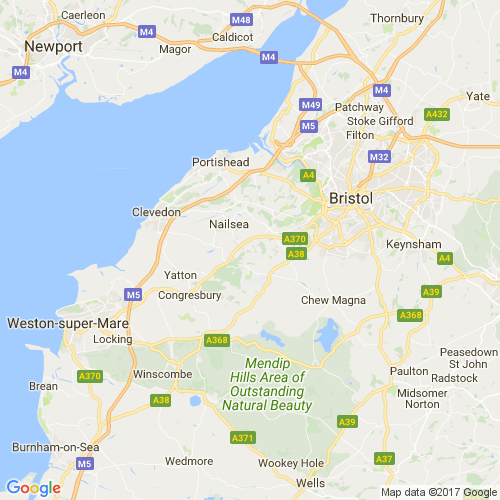 Caerleon
M48
Thornbury
Newport
M4
Caldicot
Magor
M4
M4
M4
Yate
M49
Patchway
A432
M5
Stoke Gifford
Filton
Portishead
M32
A4
Bristol
Clevedon
Nailsea
A370
Keynsham
A38
A4
Yatton
M5
Congresbury
A39
Chew Magna
Weston-super-Mare
A368
Locking
A368
Peasedown
St John
Mendip
Hills Area of
Outstanding
Natural Beauty
Winscombe
A370
Paulton
Radstock
Brean
Midsomer
Norton
A38
A39
A371
Burnham-on-Sea
M5
Wedmore
Wookey Hole
A37
Wells
Google
Map data ©2017 Google